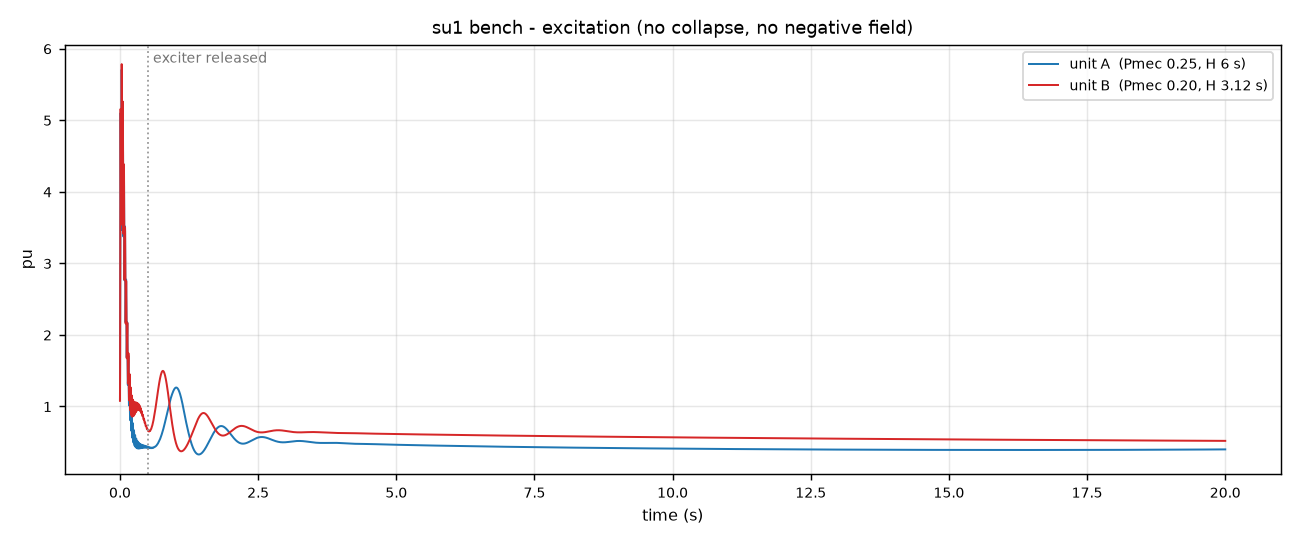 su1 bench - excitation (no collapse, no negative field)
exciter released
unit A  (Pmec 0.25, H 6 s)
unit B  (Pmec 0.20, H 3.12 s)
pu
6
5
4
3
2
1
0.0 2.5 5.0 7.5 10.0 12.5 15.0 17.5 20.0
time (s)